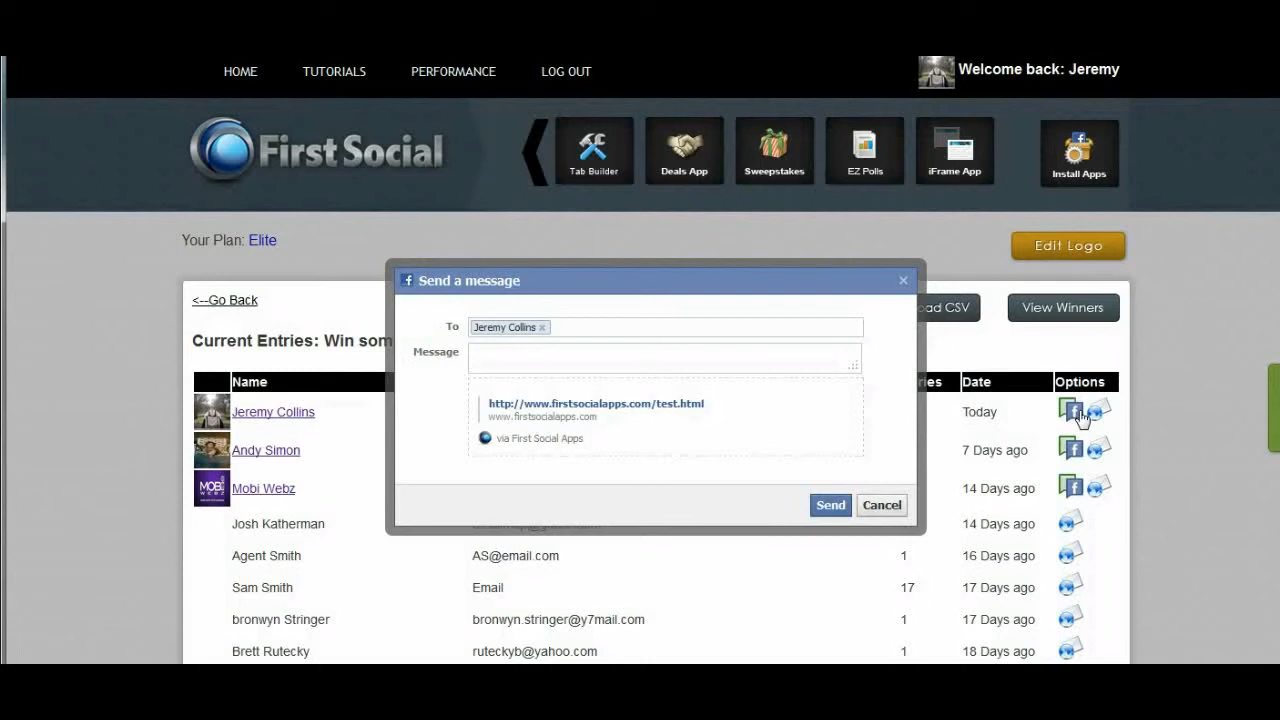 HOME TUTORIALS PERFORMANCE LOG OUT Welcome back: Jeremy
First Social
Tab Builder Deals App Sweepstakes EZ Polls iFrame App Install Apps
Your Plan: Elite Edit Logo
f Send a message ×
<--Go Back CSV View Winners
To Jeremy Collins ×
Current Entries: Win som
Message
Name Date Options
http://www.firstsocialapps.com/test.html
www.firstsocialapps.com
Jeremy Collins Today f
via First Social Apps
Andy Simon 7 Days ago f
MOBI WEBZ Mobi Webz 14 Days ago f
Send Cancel
Josh Katherman 14 Days ago
Agent Smith AS@email.com 1 16 Days ago
Sam Smith Email 17 17 Days ago
bronwyn Stringer bronwyn.stringer@y7mail.com 1 17 Days ago
Brett Rutecky ruteckyb@yahoo.com 1 18 Days ago